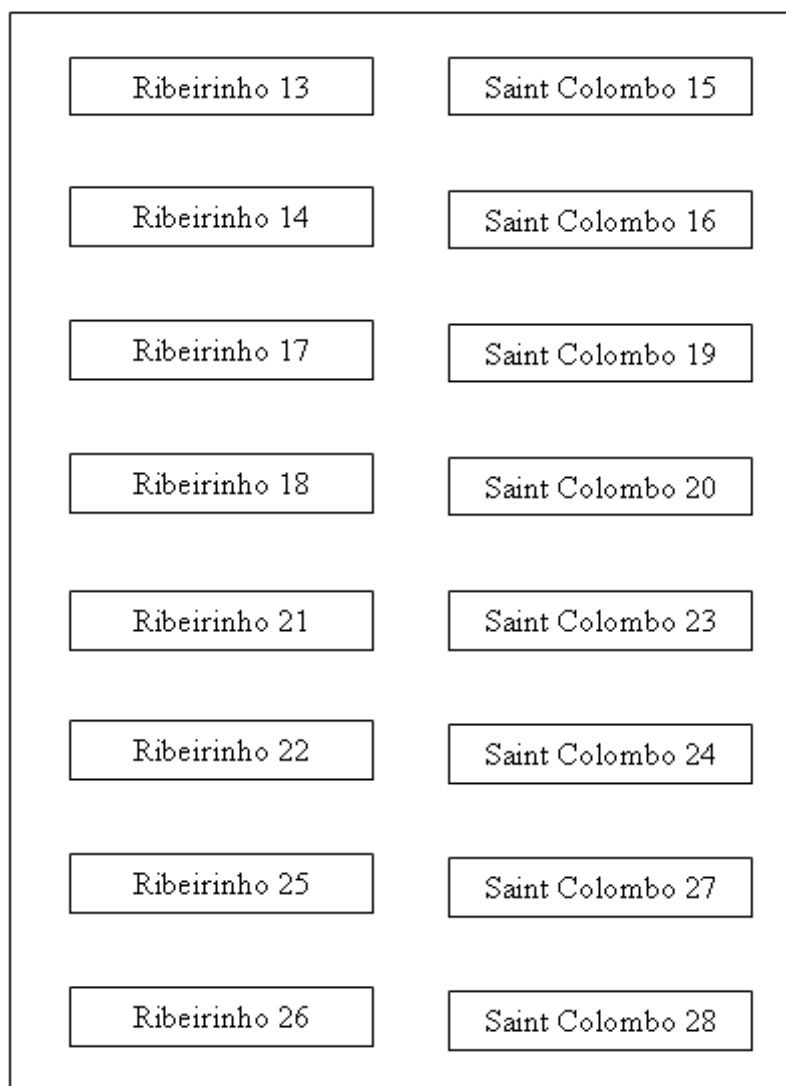 Ribeirinho 13
Saint Colombo 15
Ribeirinho 14
Saint Colombo 16
Ribeirinho 17
Saint Colombo 19
Ribeirinho 18
Saint Colombo 20
Ribeirinho 21
Saint Colombo 23
Ribeirinho 22
Saint Colombo 24
Ribeirinho 25
Saint Colombo 27
Ribeirinho 26
Saint Colombo 28